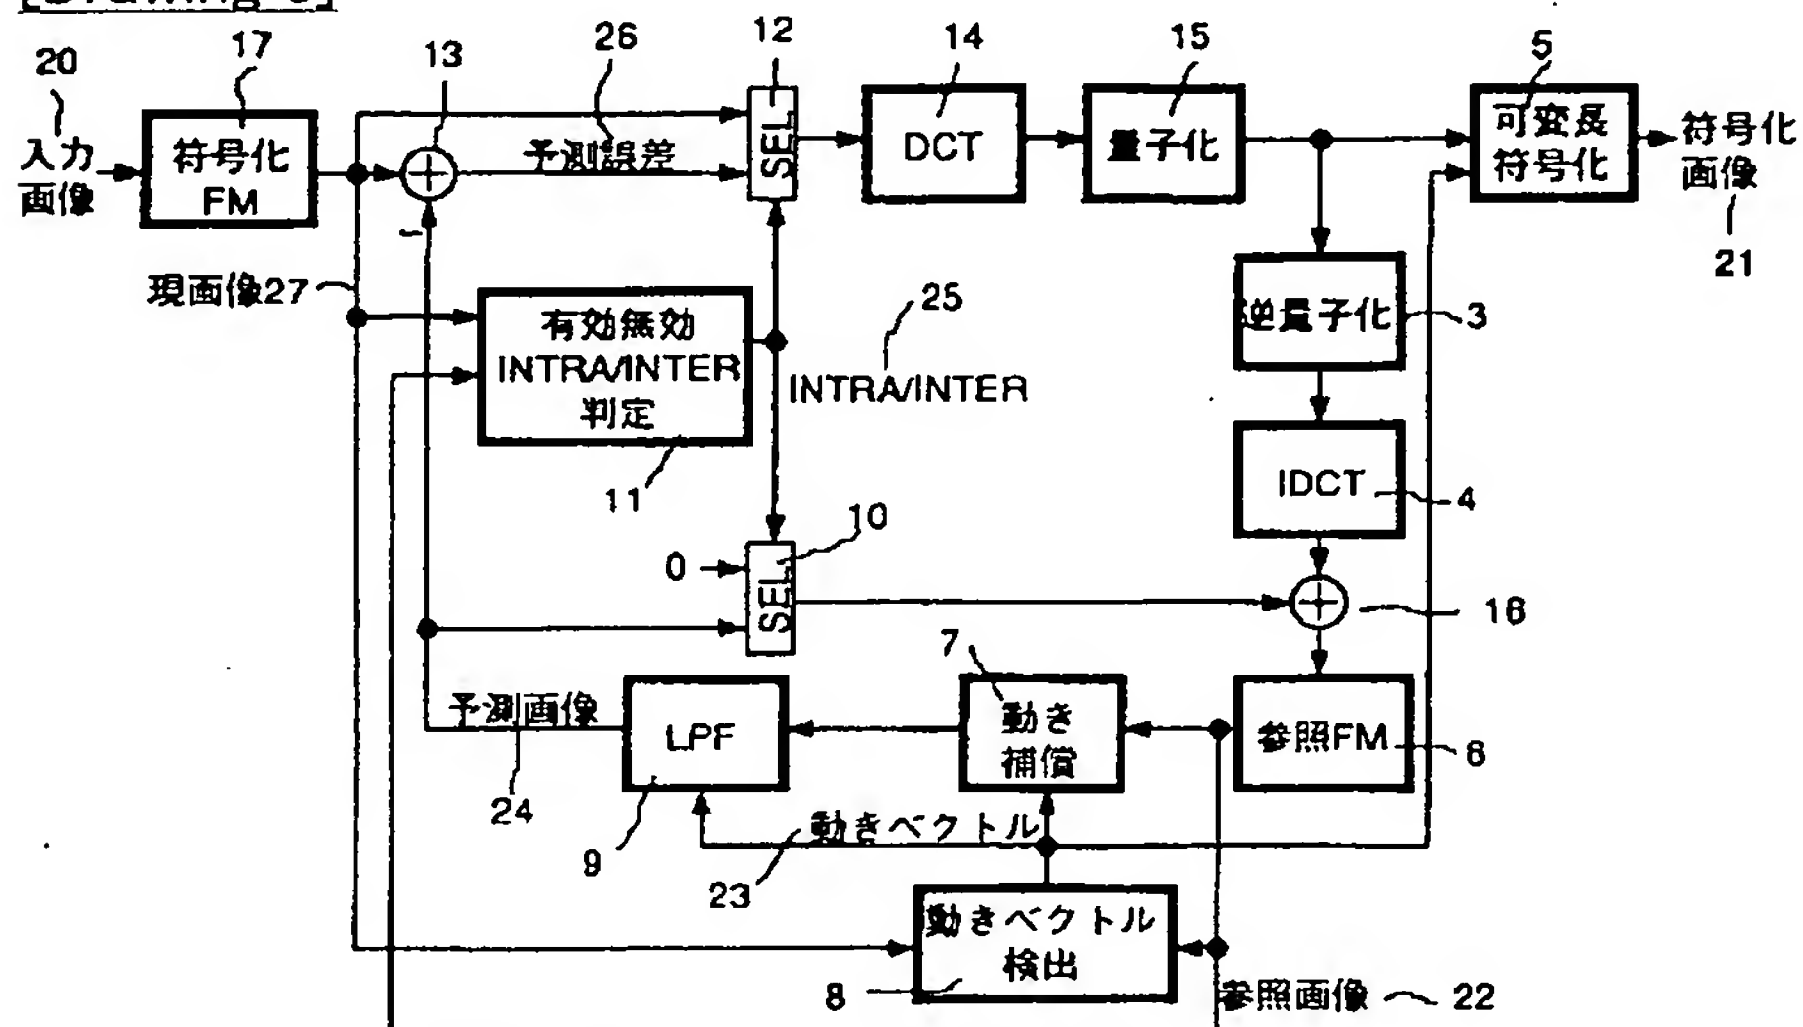 17
13
26
12
14
15
5
20
入力
画像
符号化
FM
予測誤差
SEL
DCT
量子化
可変長
符号化
符号化
画像
21
−
現画像27
有効無効
INTRA/INTER
判定
11
25
INTRA/INTER
逆量子化
3
IDCT
4
10
0
SEL
16
7
予測画像
24
LPF
9
動き
補償
参照FM
6
動きベクトル
23
動きベクトル
検出
8
参照画像
22